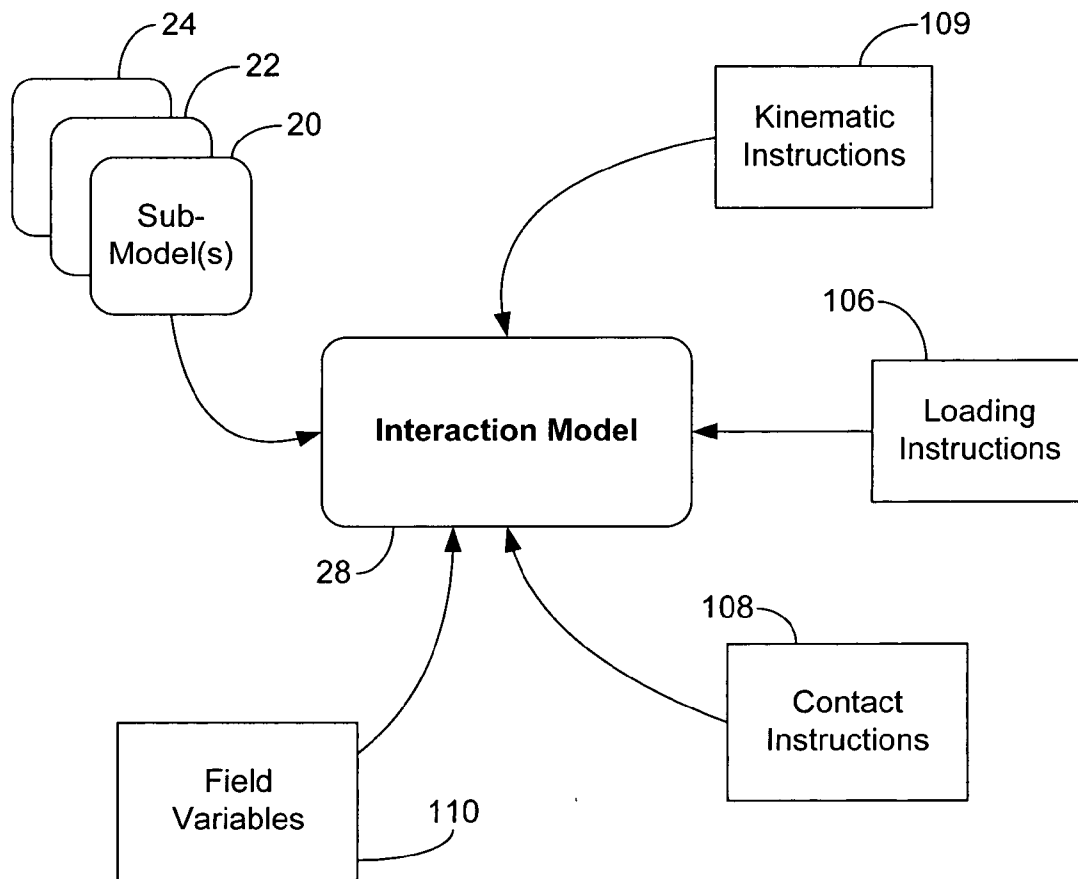 24
22
20
109
Kinematic
Instructions
Sub-
Model(s)
106
Interaction Model
Loading
Instructions
28
108
Contact
Instructions
Field
Variables
110